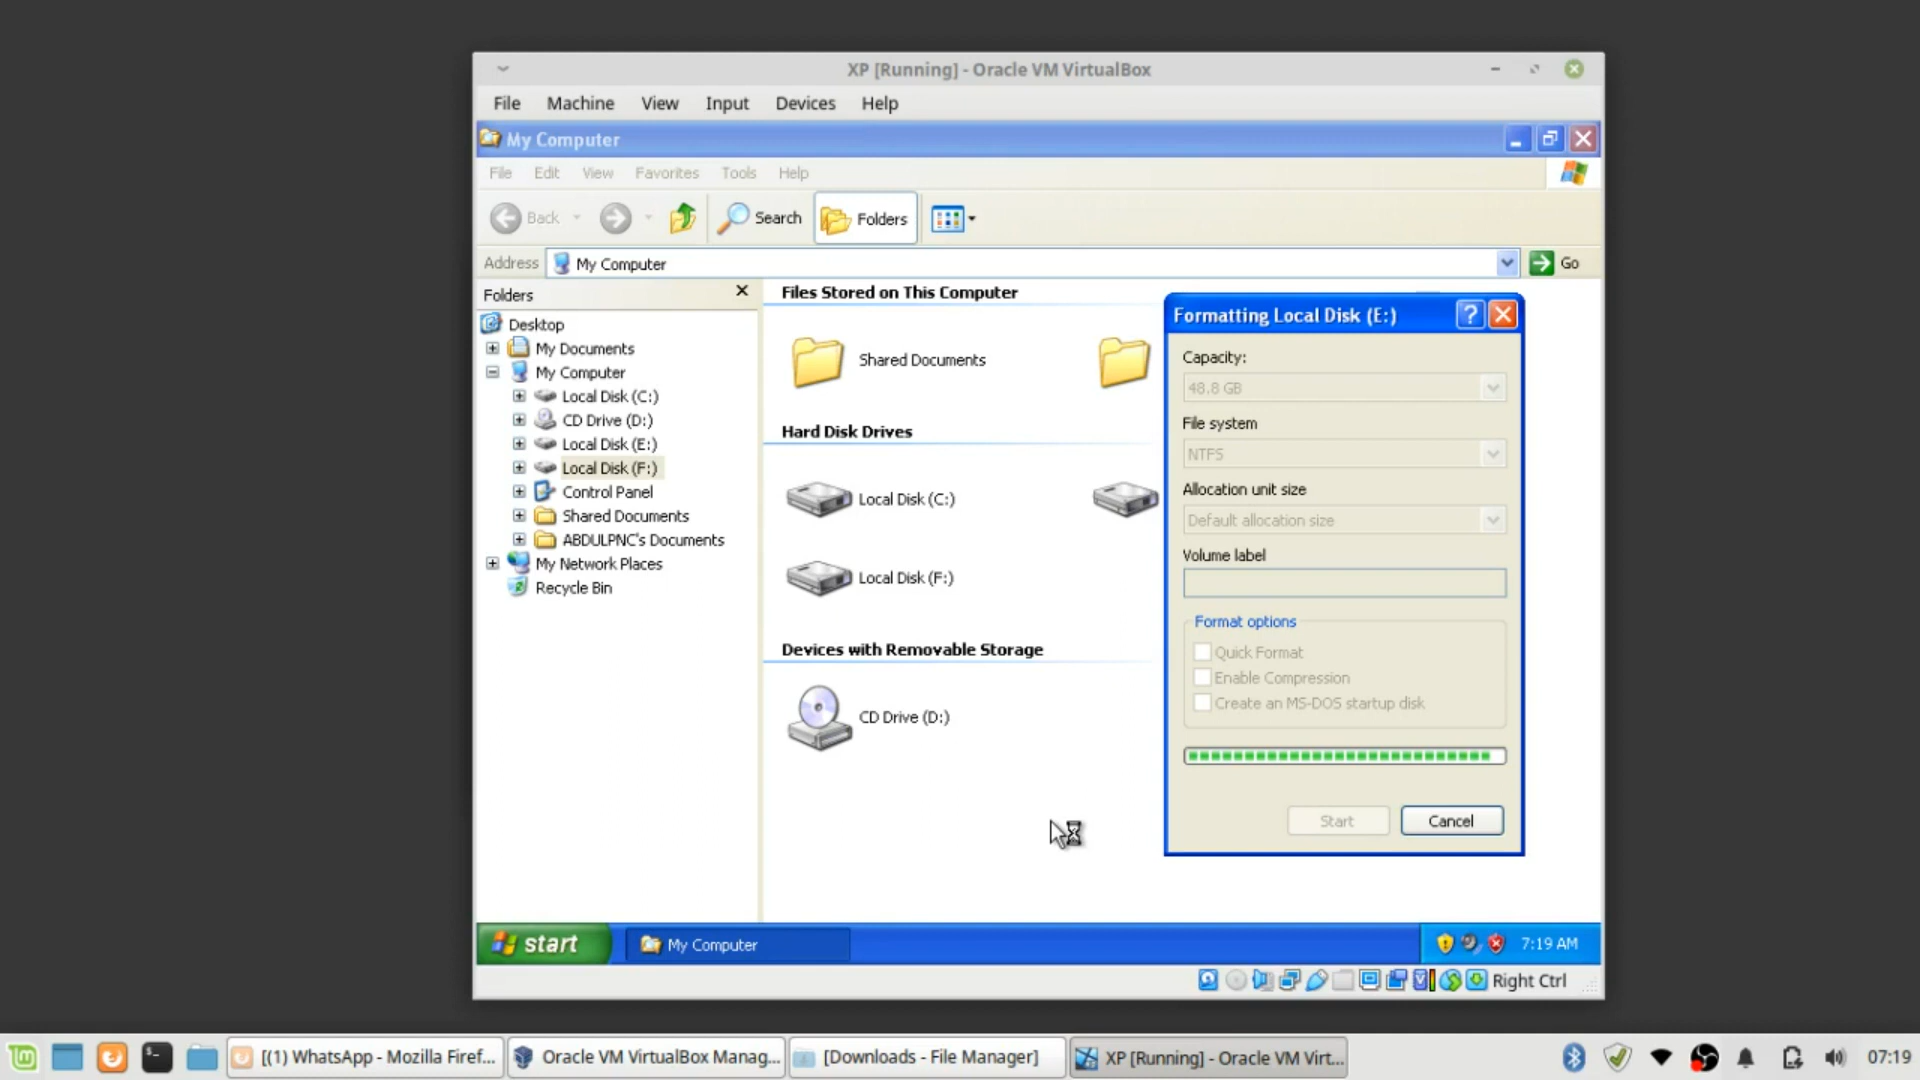 XP [Running] - Oracle VM VirtualBox
File Machine View Input Devices Help
My Computer
File Edit View Favorites Tools Help
Back Search Folders
Address My Computer Go
Folders
Desktop
My Documents
My Computer
Local Disk (C:)
CD Drive (D:)
Local Disk (E:)
Local Disk (F:)
Control Panel
Shared Documents
ABDULPNC's Documents
My Network Places
Recycle Bin
Files Stored on This Computer
Shared Documents
Hard Disk Drives
Local Disk (C:)
Local Disk (F:)
Devices with Removable Storage
CD Drive (D:)
Formatting Local Disk (E:)
Capacity:
48.8 GB
File system
NTFS
Allocation unit size
Default allocation size
Volume label
Format options
Quick Format
Enable Compression
Create an MS-DOS startup disk
Start Cancel
start My Computer 7:19 AM
Right Ctrl
[(1) WhatsApp - Mozilla Firef... Oracle VM VirtualBox Manag... [Downloads - File Manager] XP [Running] - Oracle VM Virt... 07:19